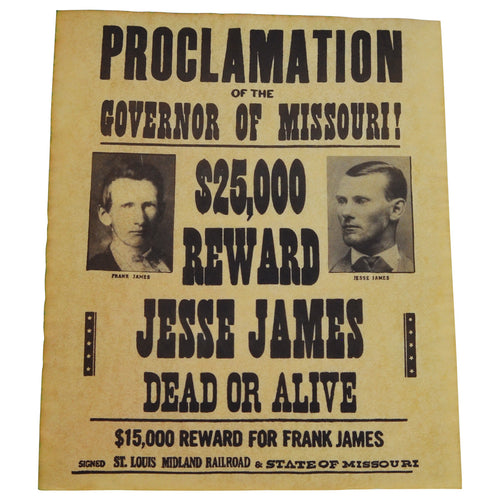 PROCLAMATION
OF THE
GOVERNOR OF MISSOURI!
$25,000
REWARD
FRANK JAMES
JESSE JAMES
JESSE JAMES
DEAD OR ALIVE
$15,000 REWARD FOR FRANK JAMES
SIGNED ST. LOUIS MIDLAND RAILROAD & STATE OF MISSOURI